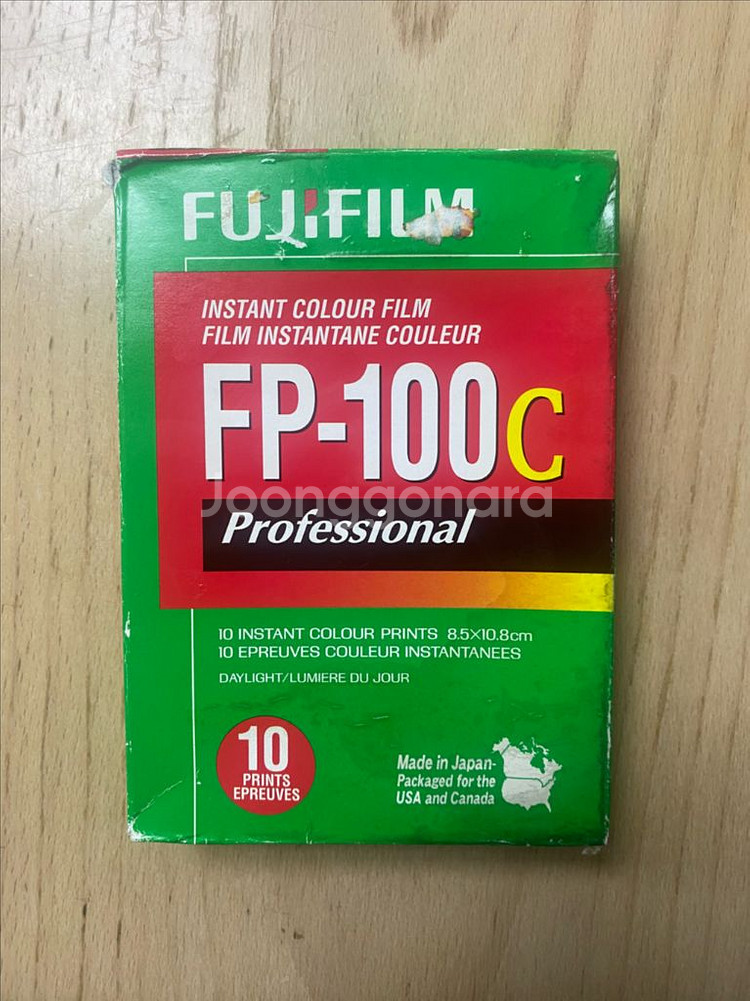 FUJIFILM
INSTANT COLOUR FILM
FILM INSTANTANE COULEUR
FP-100C
Joonggonara
Professional
10 INSTANT COLOUR PRINTS 8.5×10.8cm
10 EPREUVES COULEUR INSTANTANEES
DAYLIGHT/LUMIERE DU JOUR
10
PRINTS
EPREUVES
Made in Japan-
Packaged for the
USA and Canada